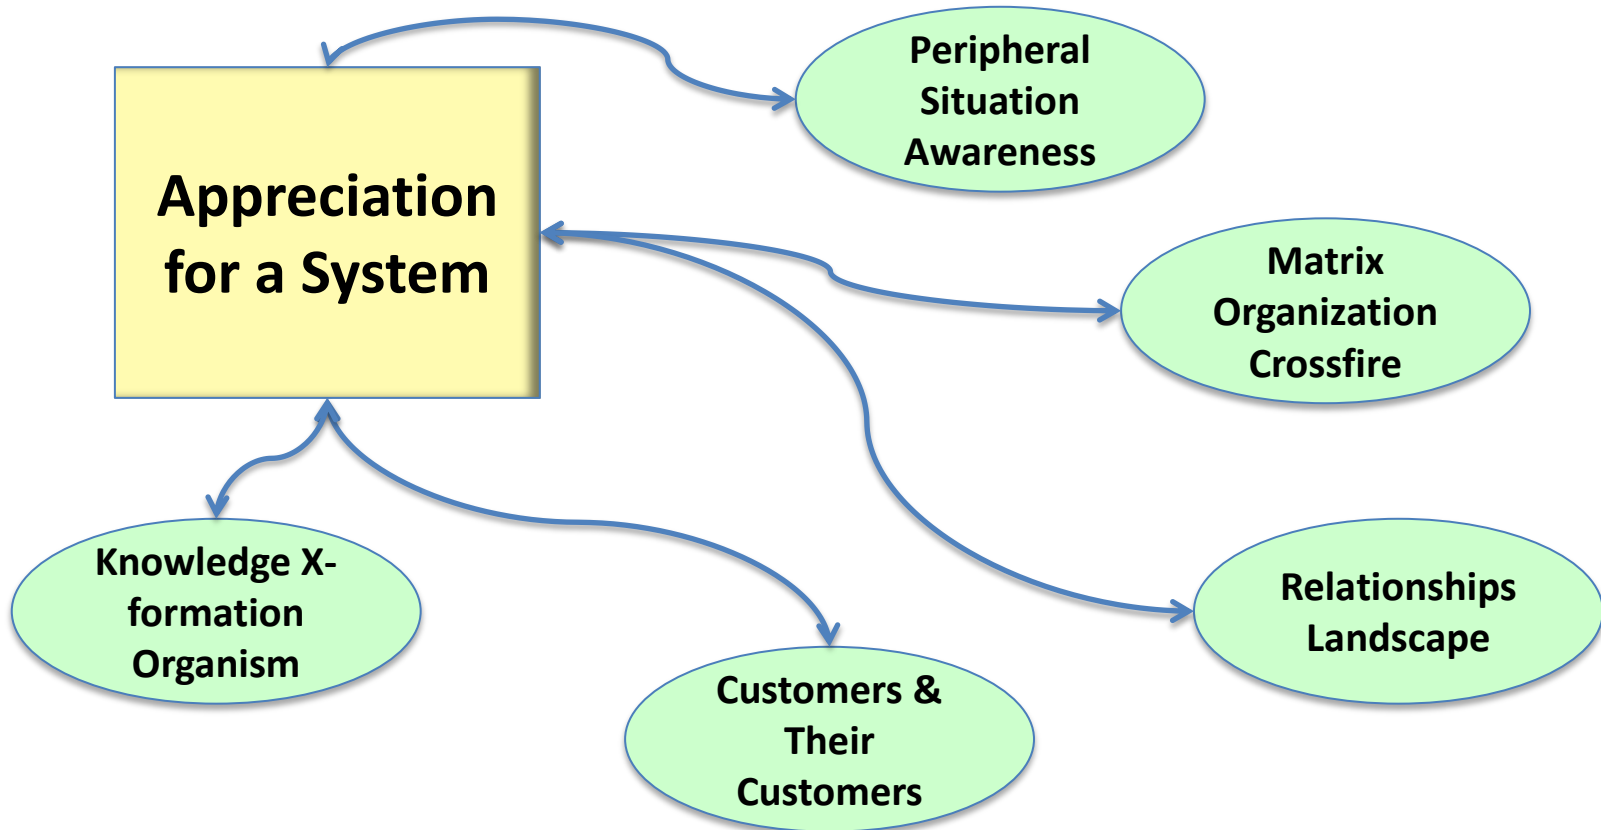 Appreciation
for a System
Peripheral
Situation
Awareness
Matrix
Organization
Crossfire
Relationships
Landscape
Customers &
Their
Customers
Knowledge X-
formation
Organism